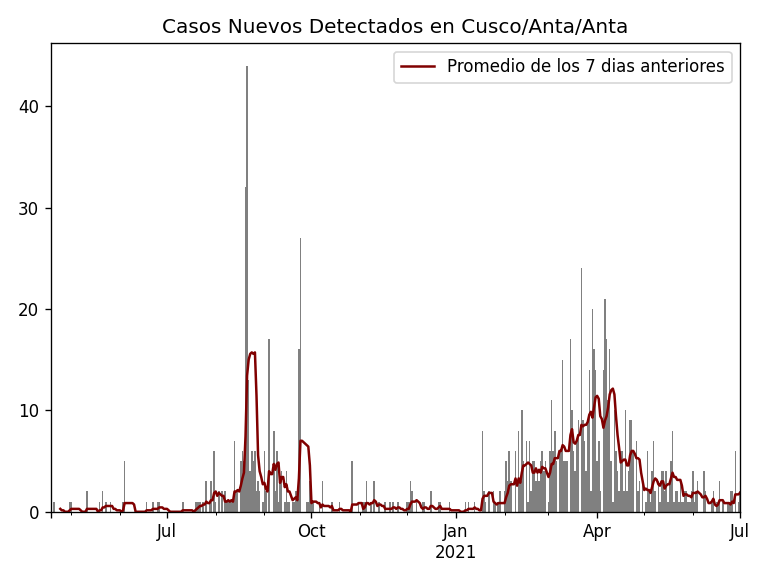 Casos Nuevos Detectados en Cusco/Anta/Anta
Promedio de los 7 dias anteriores
40
30
20
10
0
Jul Oct Jan Apr Jul
2021